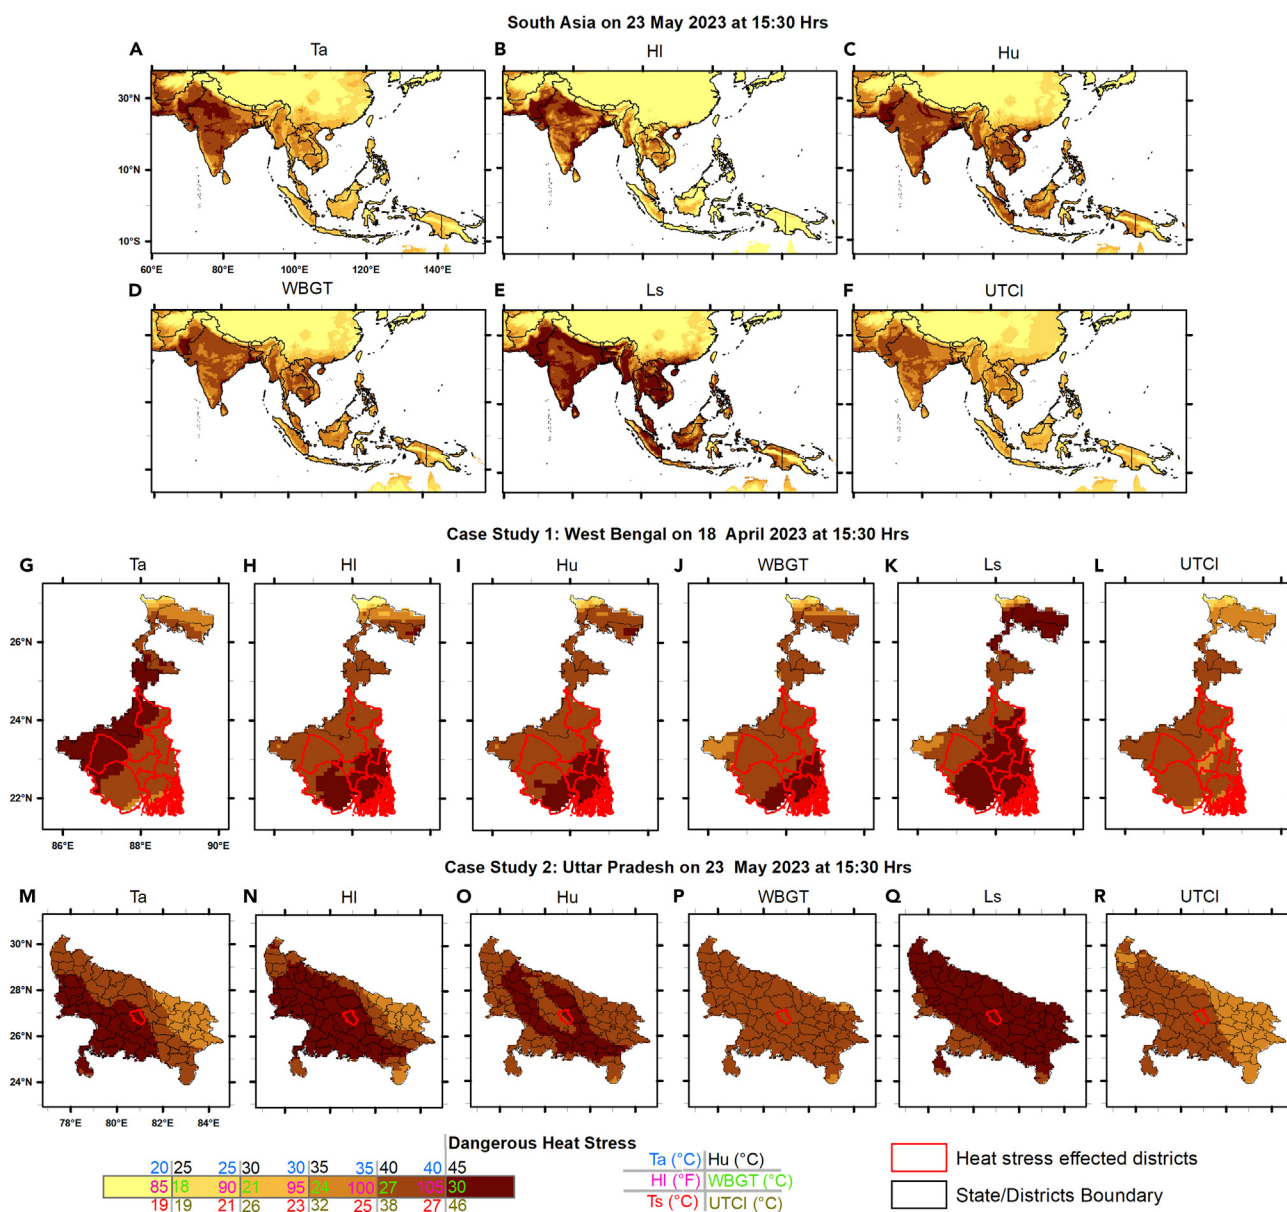 South Asia on 23 May 2023 at 15:30 Hrs
A Ta B HI C Hu
30°N
10°N
10°S
60°E 80°E 100°E 120°E 140°E
D WBGT E Ls F UTCI
Case Study 1: West Bengal on 18 April 2023 at 15:30 Hrs
G Ta H HI I Hu J WBGT K Ls L UTCI
26°N
24°N
22°N
86°E 88°E 90°E
Case Study 2: Uttar Pradesh on 23 May 2023 at 15:30 Hrs
M Ta N HI O Hu P WBGT Q Ls R UTCI
30°N
28°N
26°N
24°N
78°E 80°E 82°E 84°E
Dangerous Heat Stress
20 25 25 30 30 35 35 40 40 45
85 18 90 21 95 24 100 27 105 30
19 19 21 26 23 32 25 38 27 46
Ta (°C) Hu (°C)
HI (°F) WBGT (°C)
Ts (°C) UTCI (°C)
Heat stress effected districts
State/Districts Boundary